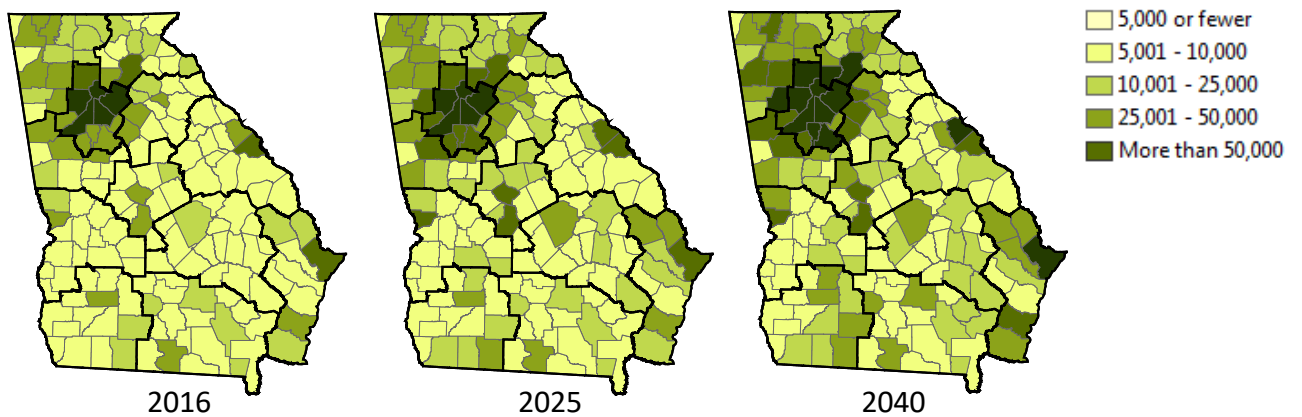 5,000 or fewer
5,001 - 10,000
10,001 - 25,000
25,001 - 50,000
More than 50,000
2016
2025
2040